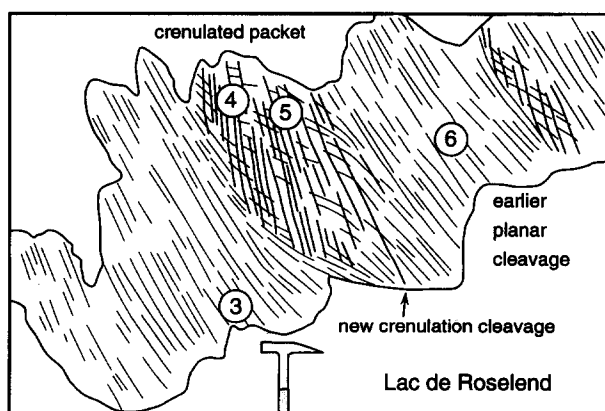 crenulated packet
4
5
6
earlier
planar
cleavage
3
new crenulation cleavage
Lac de Roselend